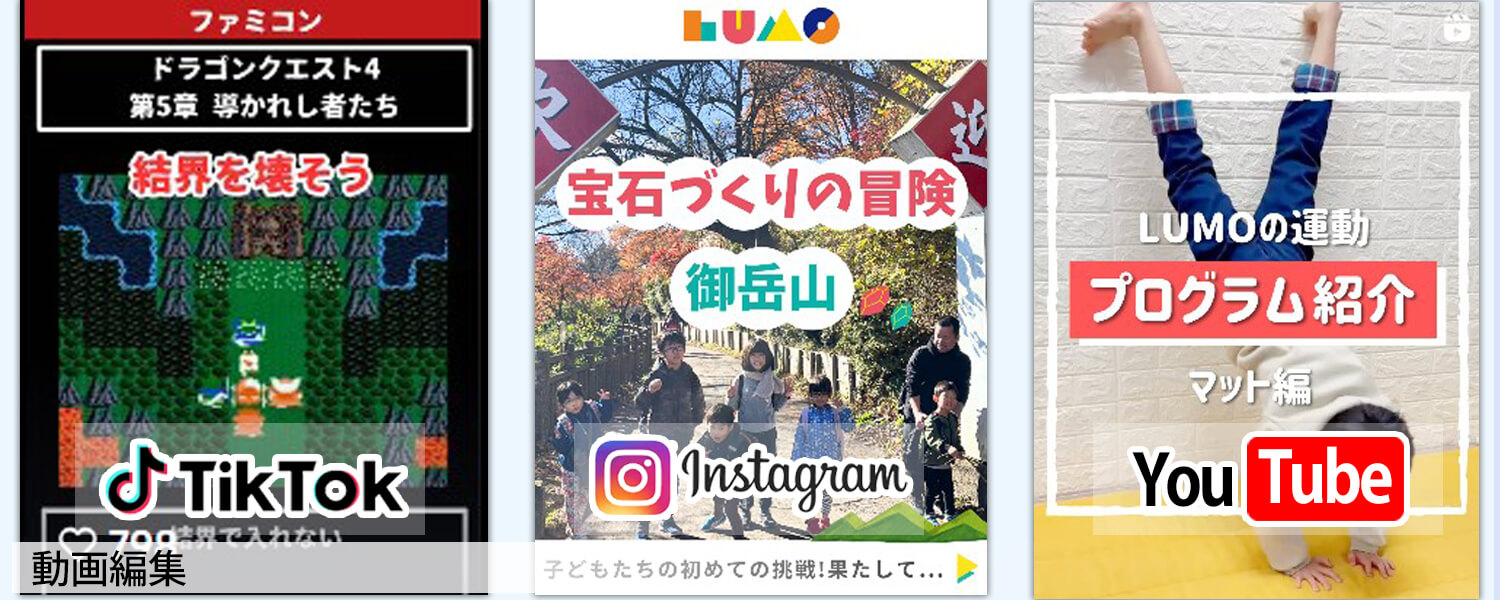 ファミコン
ドラゴンクエスト4
第5章 導かれし者たち
結界を壊そう
TikTok
798
結界で入れない
動画編集
LUMO
迎
宝石づくりの冒険
御岳山
Instagram
子どもたちの初めての挑戦!果たして...
LUMOの運動
プログラム紹介
マット編
YouTube